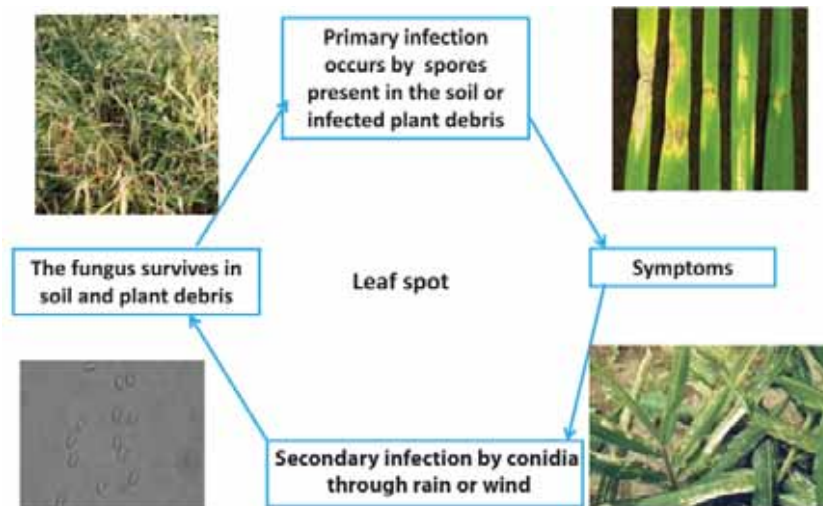 Primary infection
occurs by spores
present in the soil or
infected plant debris
The fungus survives in
soil and plant debris
Leaf spot
Symptoms
Secondary infection by conidia
through rain or wind